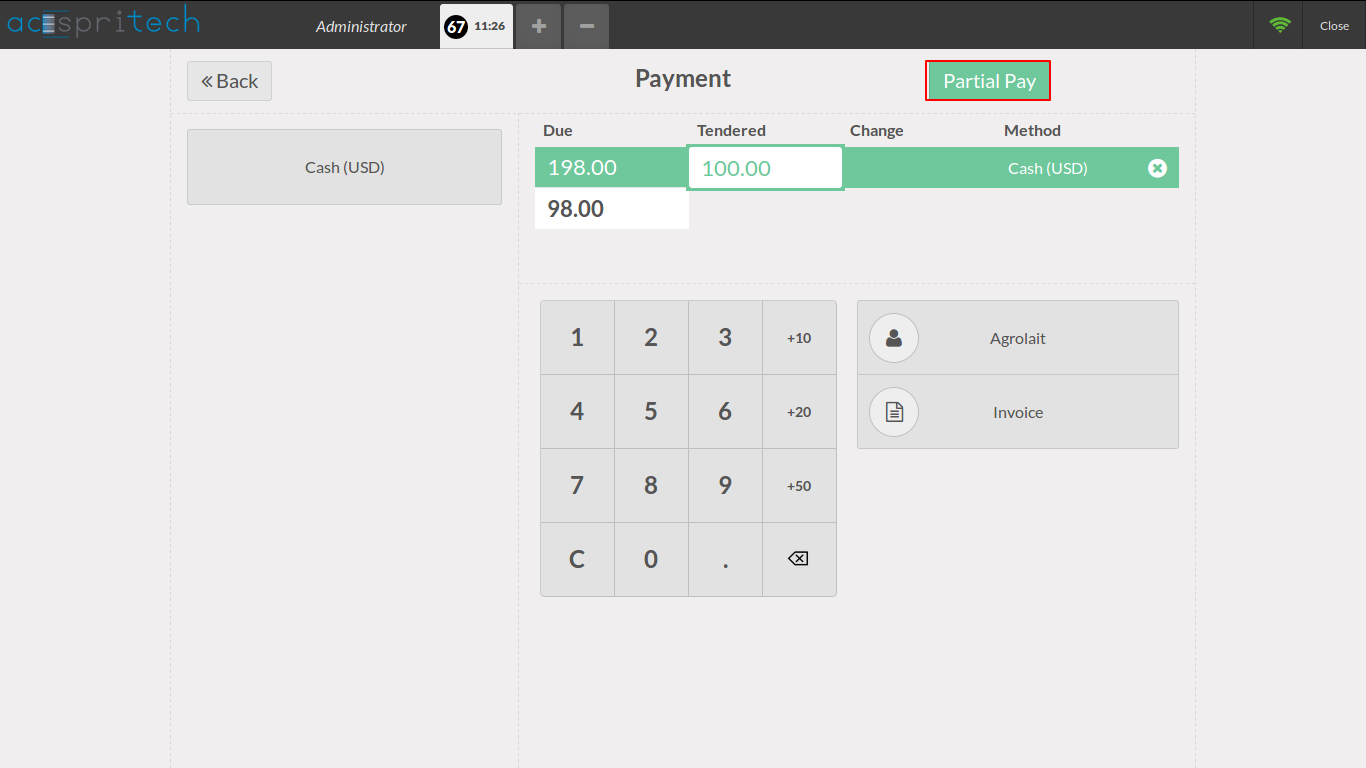 acespritech
Administrator
67 11:26
Close
Back
Payment
Partial Pay
Cash (USD)
Due Tendered Change Method
198.00 100.00 Cash (USD)
98.00
1 2 3 +10
4 5 6 +20
7 8 9 +50
C 0 .
Agrolait
Invoice